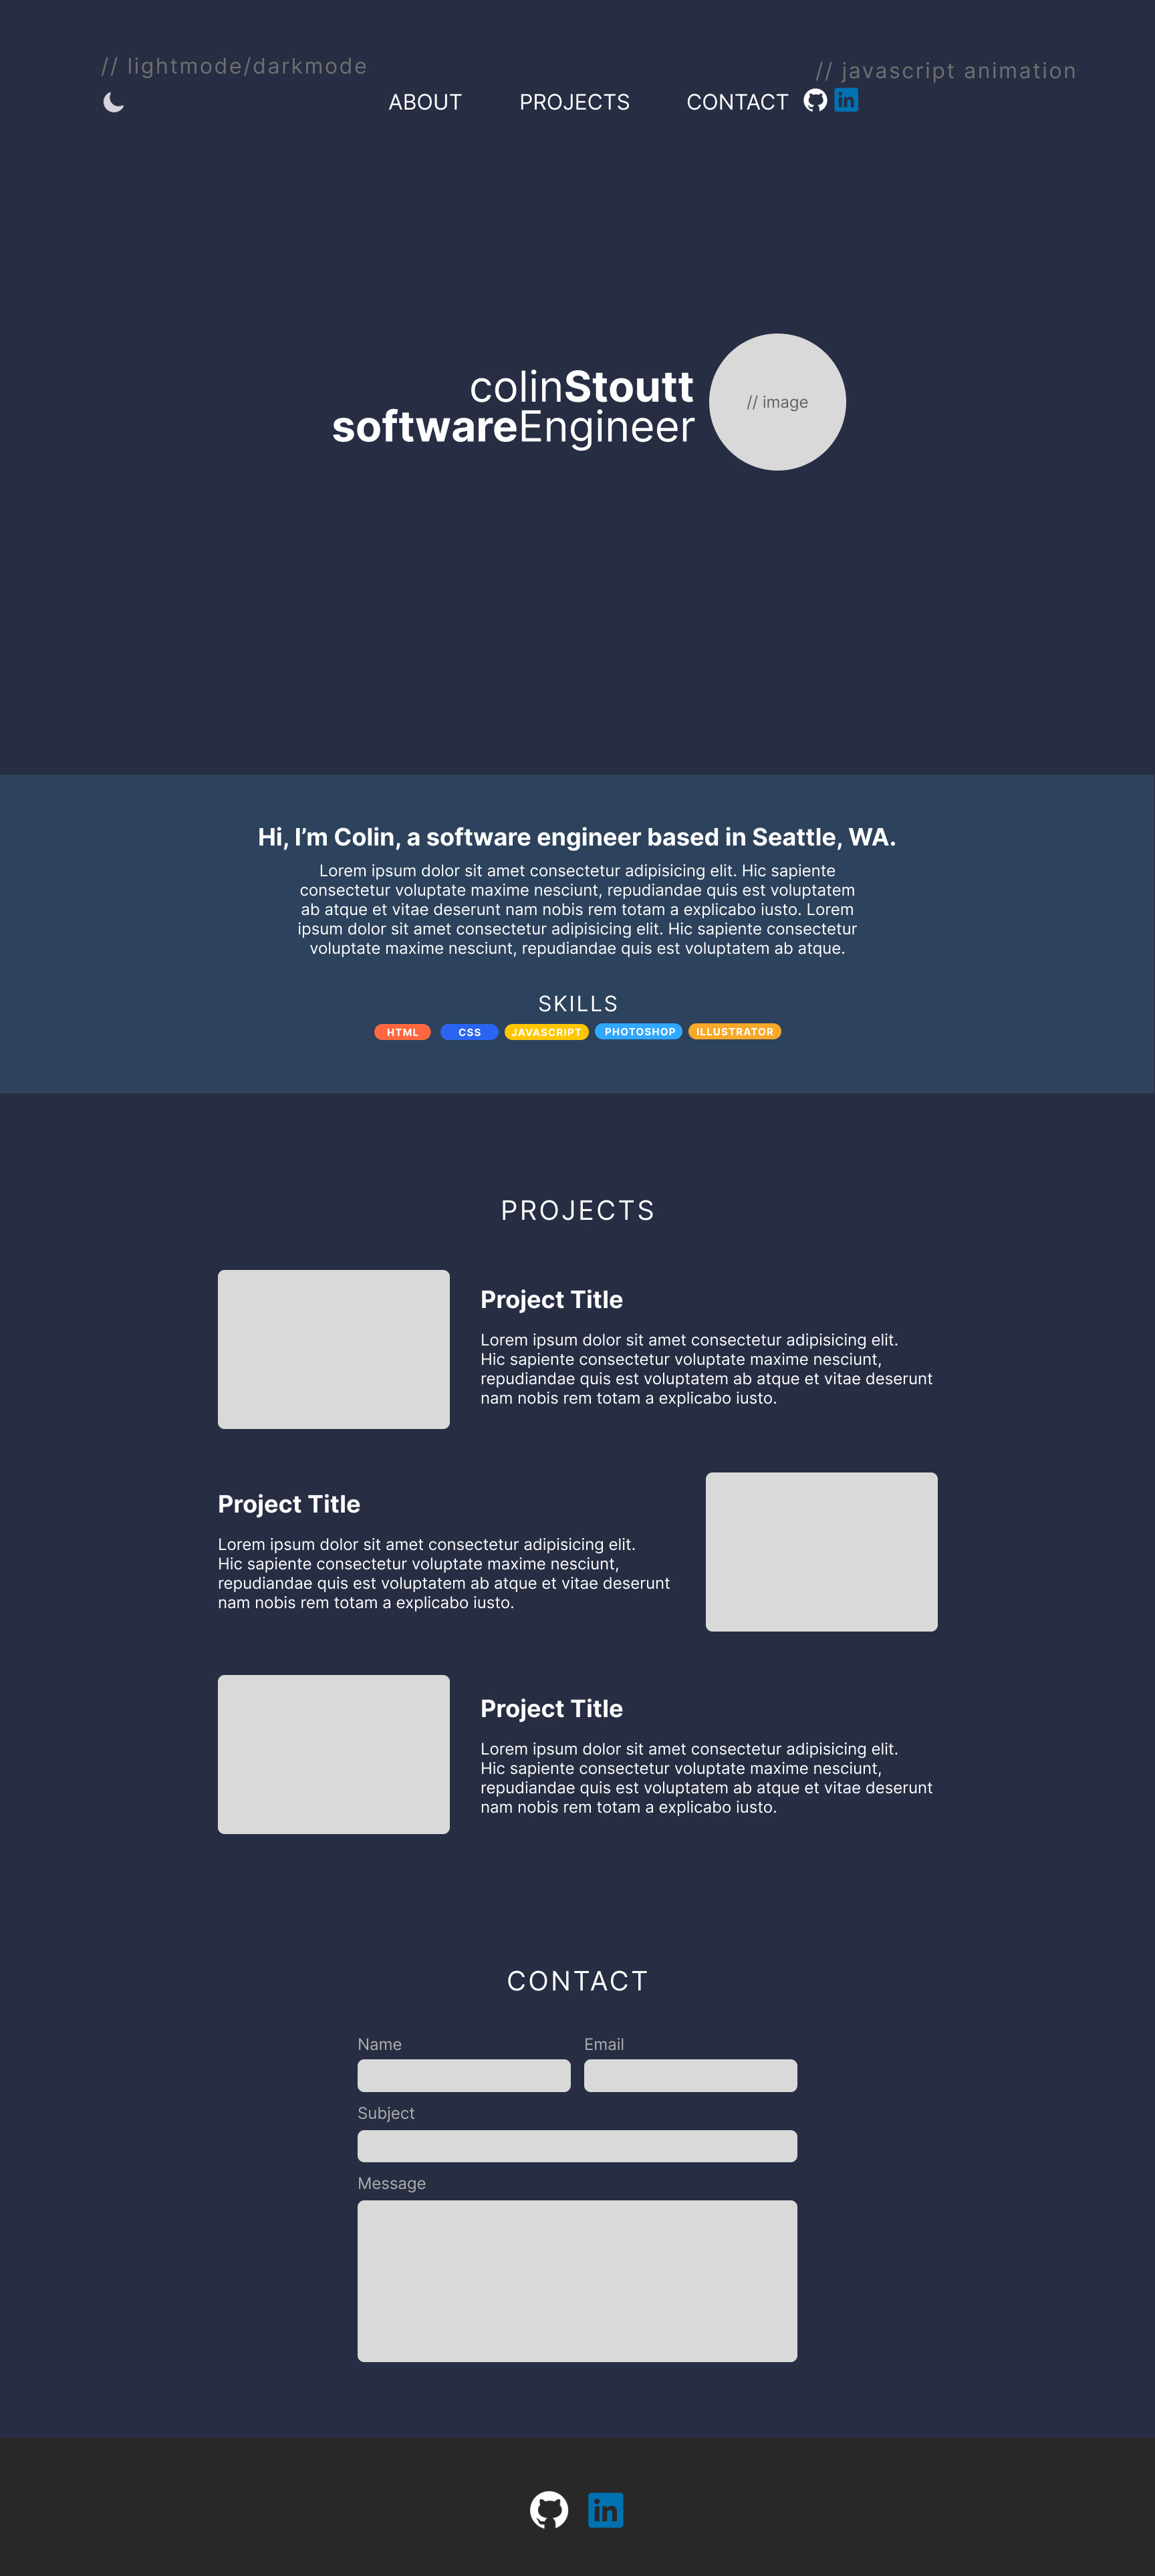 // lightmode/darkmode
// javascript animation
ABOUT PROJECTS CONTACT
colinStoutt
softwareEngineer
// image
Hi, I’m Colin, a software engineer based in Seattle, WA.
Lorem ipsum dolor sit amet consectetur adipisicing elit. Hic sapiente
consectetur voluptate maxime nesciunt, repudiandae quis est voluptatem
ab atque et vitae deserunt nam nobis rem totam a explicabo iusto. Lorem
ipsum dolor sit amet consectetur adipisicing elit. Hic sapiente consectetur
voluptate maxime nesciunt, repudiandae quis est voluptatem ab atque.
SKILLS
HTML CSS JAVASCRIPT PHOTOSHOP ILLUSTRATOR
PROJECTS
Project Title
Lorem ipsum dolor sit amet consectetur adipisicing elit.
Hic sapiente consectetur voluptate maxime nesciunt,
repudiandae quis est voluptatem ab atque et vitae deserunt
nam nobis rem totam a explicabo iusto.
Project Title
Lorem ipsum dolor sit amet consectetur adipisicing elit.
Hic sapiente consectetur voluptate maxime nesciunt,
repudiandae quis est voluptatem ab atque et vitae deserunt
nam nobis rem totam a explicabo iusto.
Project Title
Lorem ipsum dolor sit amet consectetur adipisicing elit.
Hic sapiente consectetur voluptate maxime nesciunt,
repudiandae quis est voluptatem ab atque et vitae deserunt
nam nobis rem totam a explicabo iusto.
CONTACT
Name Email
Subject
Message